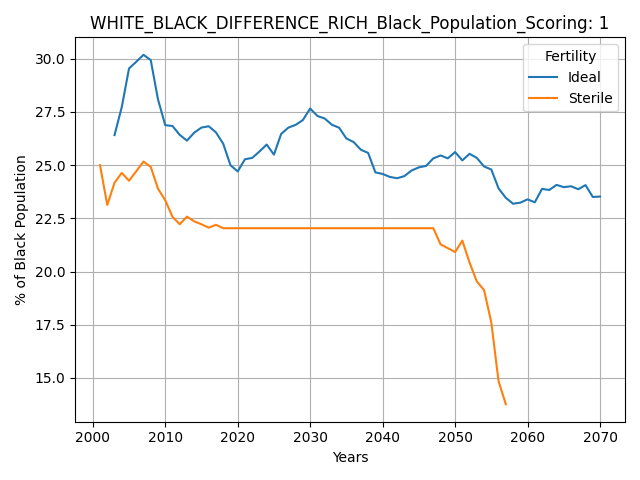 WHITE_BLACK_DIFFERENCE_RICH_Black_Population_Scoring: 1
Fertility
Ideal
Sterile
% of Black Population
30.0
27.5
25.0
22.5
20.0
17.5
15.0
2000 2010 2020 2030 2040 2050 2060 2070
Years